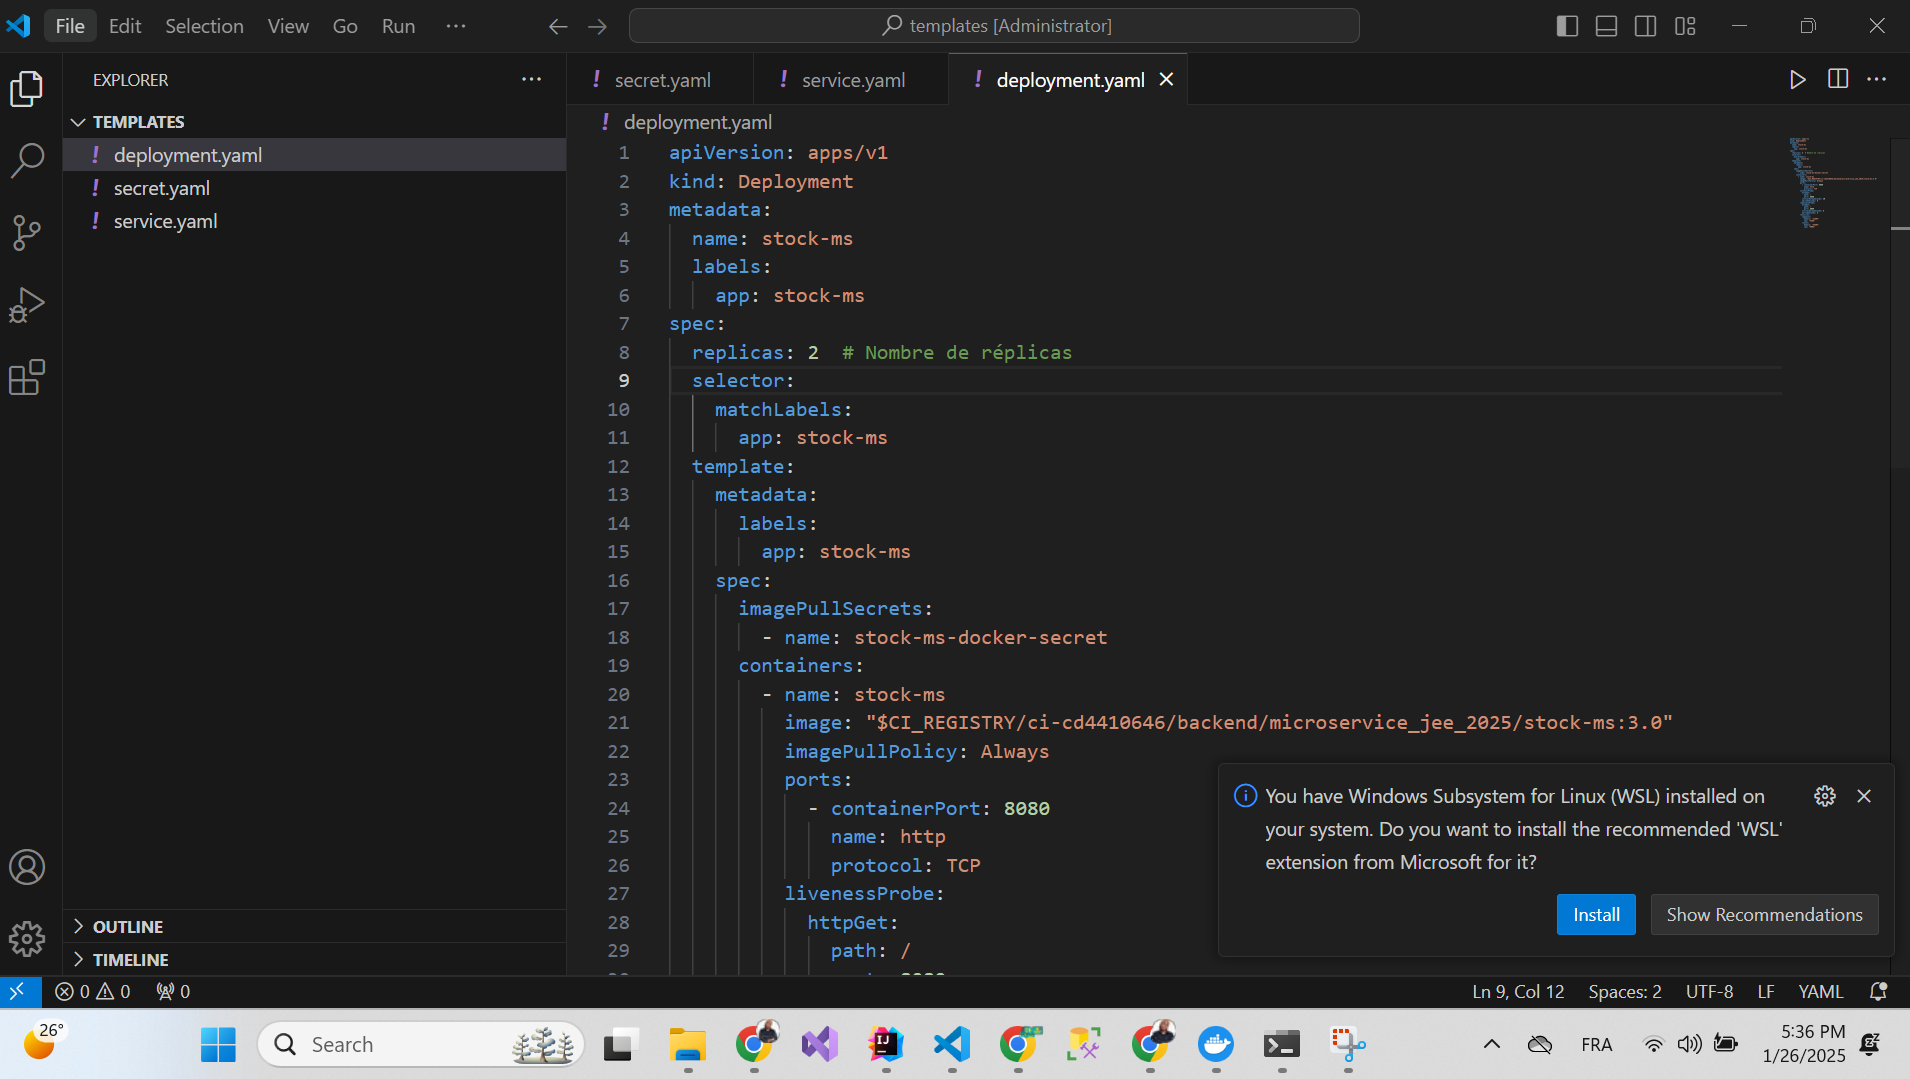 File Edit Selection View Go Run ···
templates [Administrator]
EXPLORER ···
TEMPLATES
! deployment.yaml
! secret.yaml
! service.yaml
OUTLINE
TIMELINE
! secret.yaml ! service.yaml ! deployment.yaml
! deployment.yaml
1 apiVersion: apps/v1
2 kind: Deployment
3 metadata:
4 name: stock-ms
5 labels:
6 app: stock-ms
7 spec:
8 replicas: 2 # Nombre de réplicas
9 selector:
10 matchLabels:
11 app: stock-ms
12 template:
13 metadata:
14 labels:
15 app: stock-ms
16 spec:
17 imagePullSecrets:
18 - name: stock-ms-docker-secret
19 containers:
20 - name: stock-ms
21 image: "$CI_REGISTRY/ci-cd4410646/backend/microservice_jee_2025/stock-ms:3.0"
22 imagePullPolicy: Always
23 ports:
24 - containerPort: 8080
25 name: http
26 protocol: TCP
27 livenessProbe:
28 httpGet:
29 path: /
You have Windows Subsystem for Linux (WSL) installed on
your system. Do you want to install the recommended 'WSL'
extension from Microsoft for it?
Install Show Recommendations
0 0 0
Ln 9, Col 12 Spaces: 2 UTF-8 LF YAML
26°
Search
IJ
FRA
5:36 PM
1/26/2025